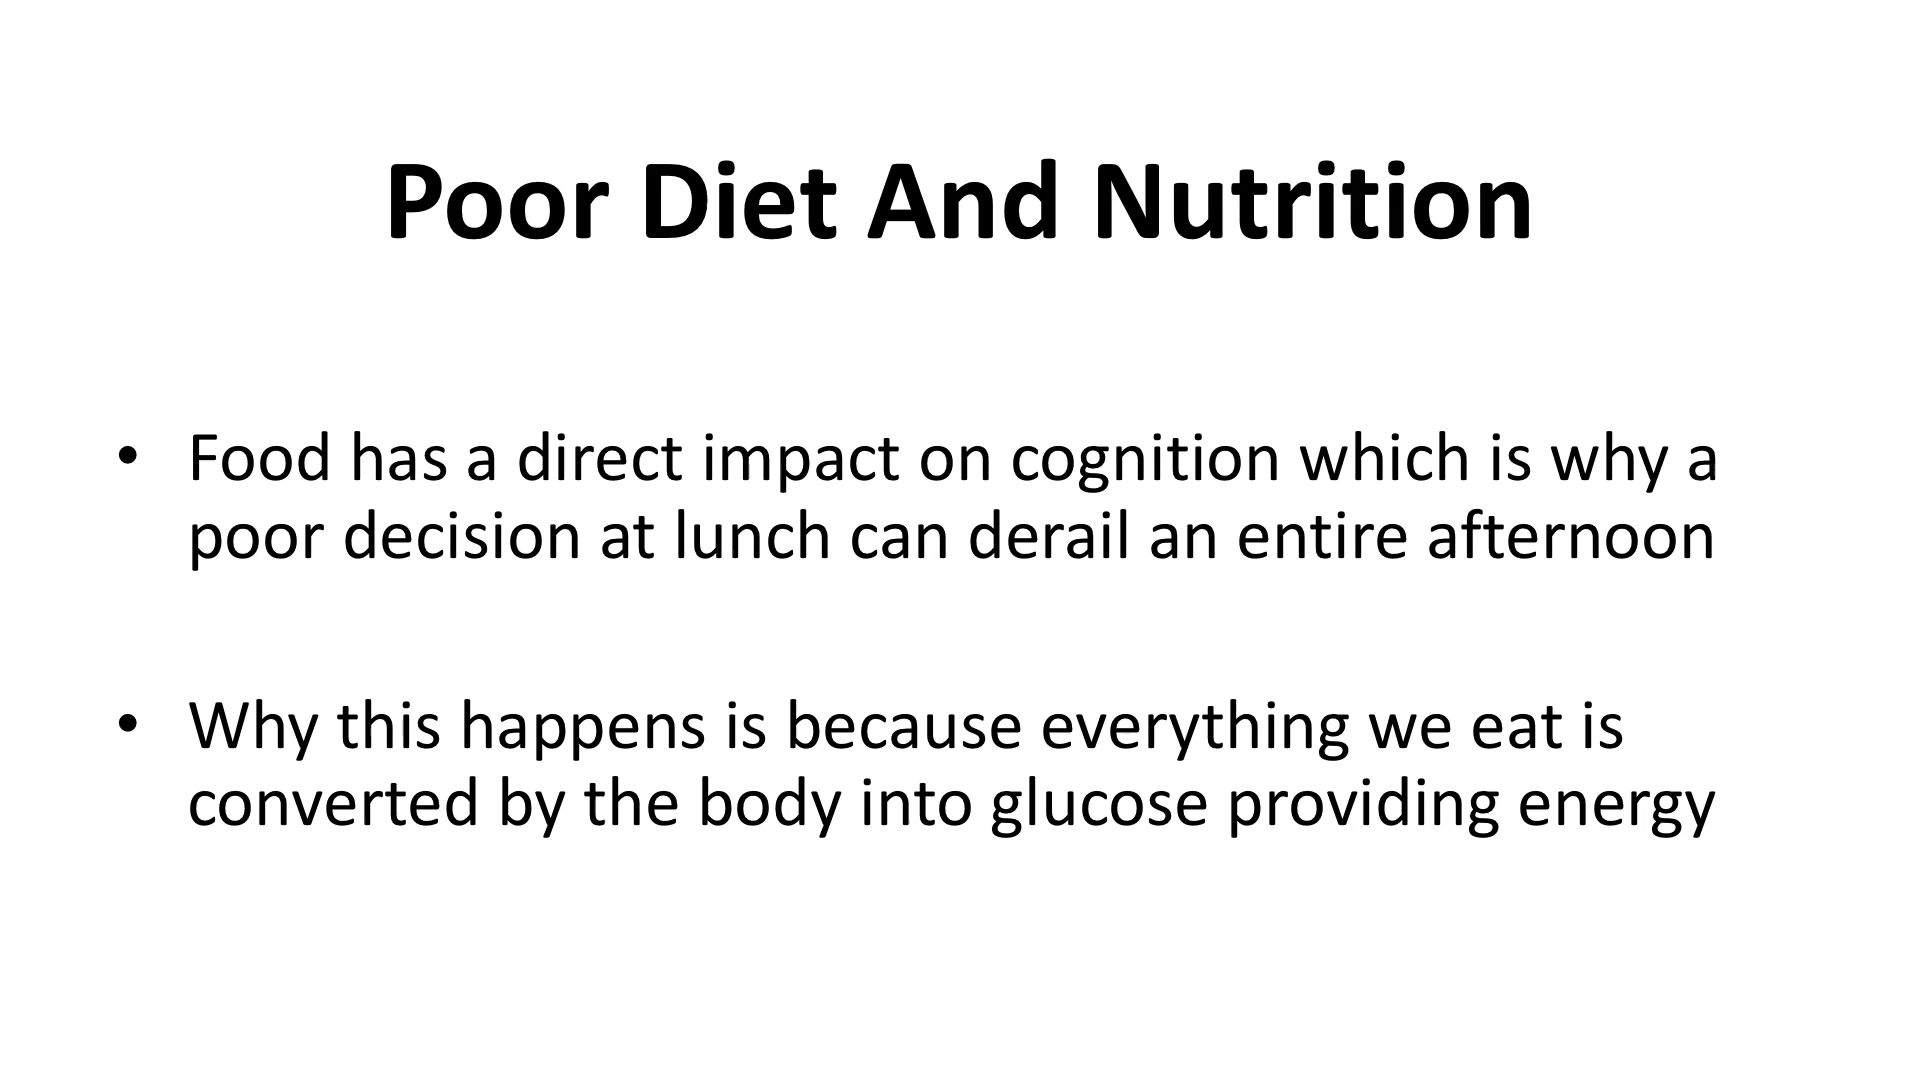 Poor Diet And Nutrition
• Food has a direct impact on cognition which is why a
poor decision at lunch can derail an entire afternoon
• Why this happens is because everything we eat is
converted by the body into glucose providing energy